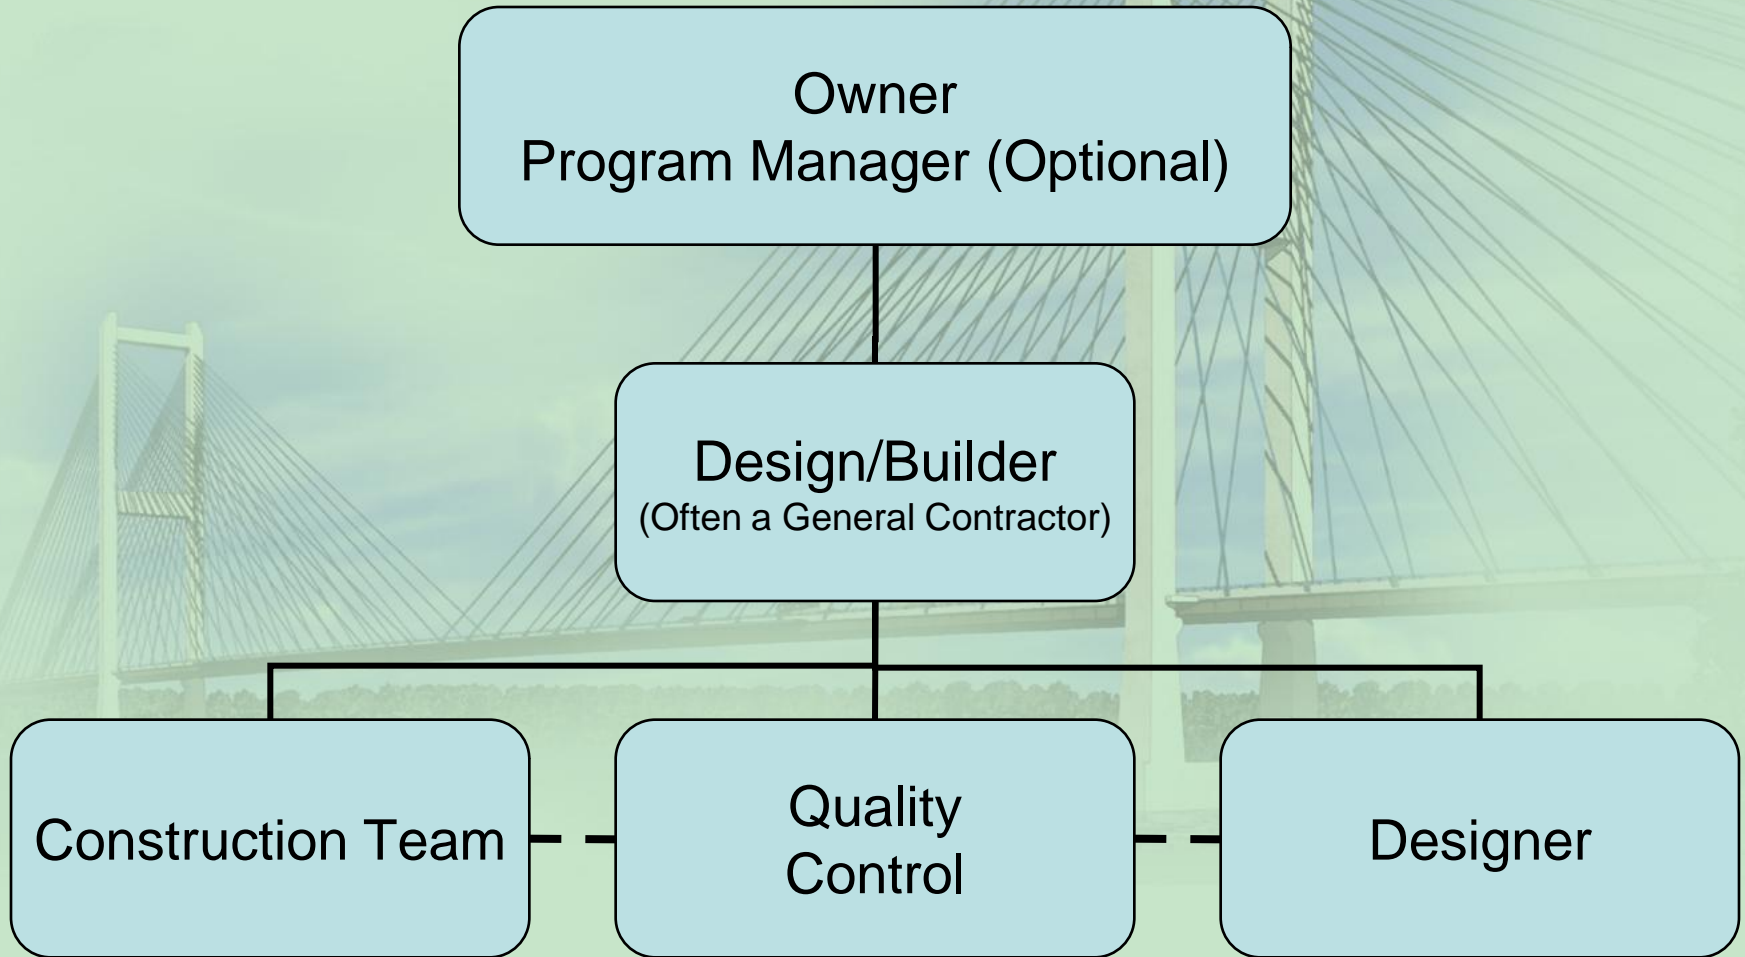 Owner
Program Manager (Optional)
Design/Builder
(Often a General Contractor)
Construction Team
Quality
Control
Designer